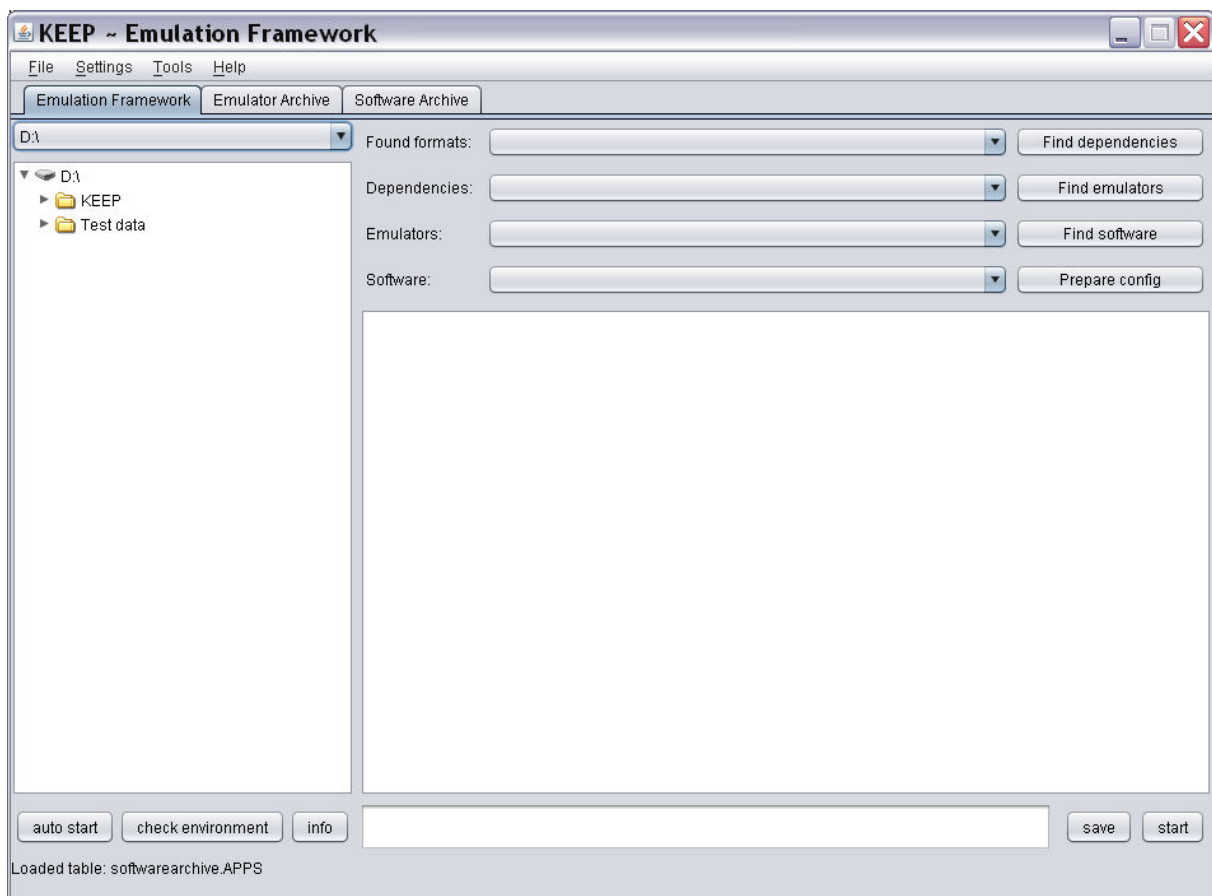 KEEP ~ Emulation Framework
File Settings Tools Help
Emulation Framework Emulator Archive Software Archive
D:\
Found formats: Find dependencies
D:\
KEEP
Test data
Dependencies: Find emulators
Emulators: Find software
Software: Prepare config
auto start check environment info save start
Loaded table: softwarearchive.APPS